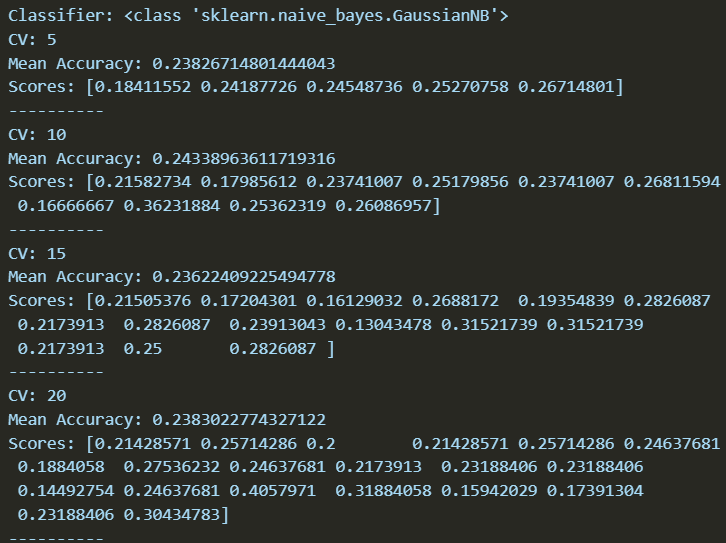 Classifier: <class 'sklearn.naive_bayes.GaussianNB'>
CV: 5
Mean Accuracy: 0.23826714801444043
Scores: [0.18411552 0.24187726 0.24548736 0.25270758 0.26714801]
----------
CV: 10
Mean Accuracy: 0.24338963611719316
Scores: [0.21582734 0.17985612 0.23741007 0.25179856 0.23741007 0.26811594
 0.16666667 0.36231884 0.25362319 0.26086957]
----------
CV: 15
Mean Accuracy: 0.23622409225494778
Scores: [0.21505376 0.17204301 0.16129032 0.2688172  0.19354839 0.2826087
 0.2173913  0.2826087  0.23913043 0.13043478 0.31521739 0.31521739
 0.2173913  0.25       0.2826087 ]
----------
CV: 20
Mean Accuracy: 0.2383022774327122
Scores: [0.21428571 0.25714286 0.2        0.21428571 0.25714286 0.24637681
 0.1884058  0.27536232 0.24637681 0.2173913  0.23188406 0.23188406
 0.14492754 0.24637681 0.4057971  0.31884058 0.15942029 0.17391304
 0.23188406 0.30434783]
----------